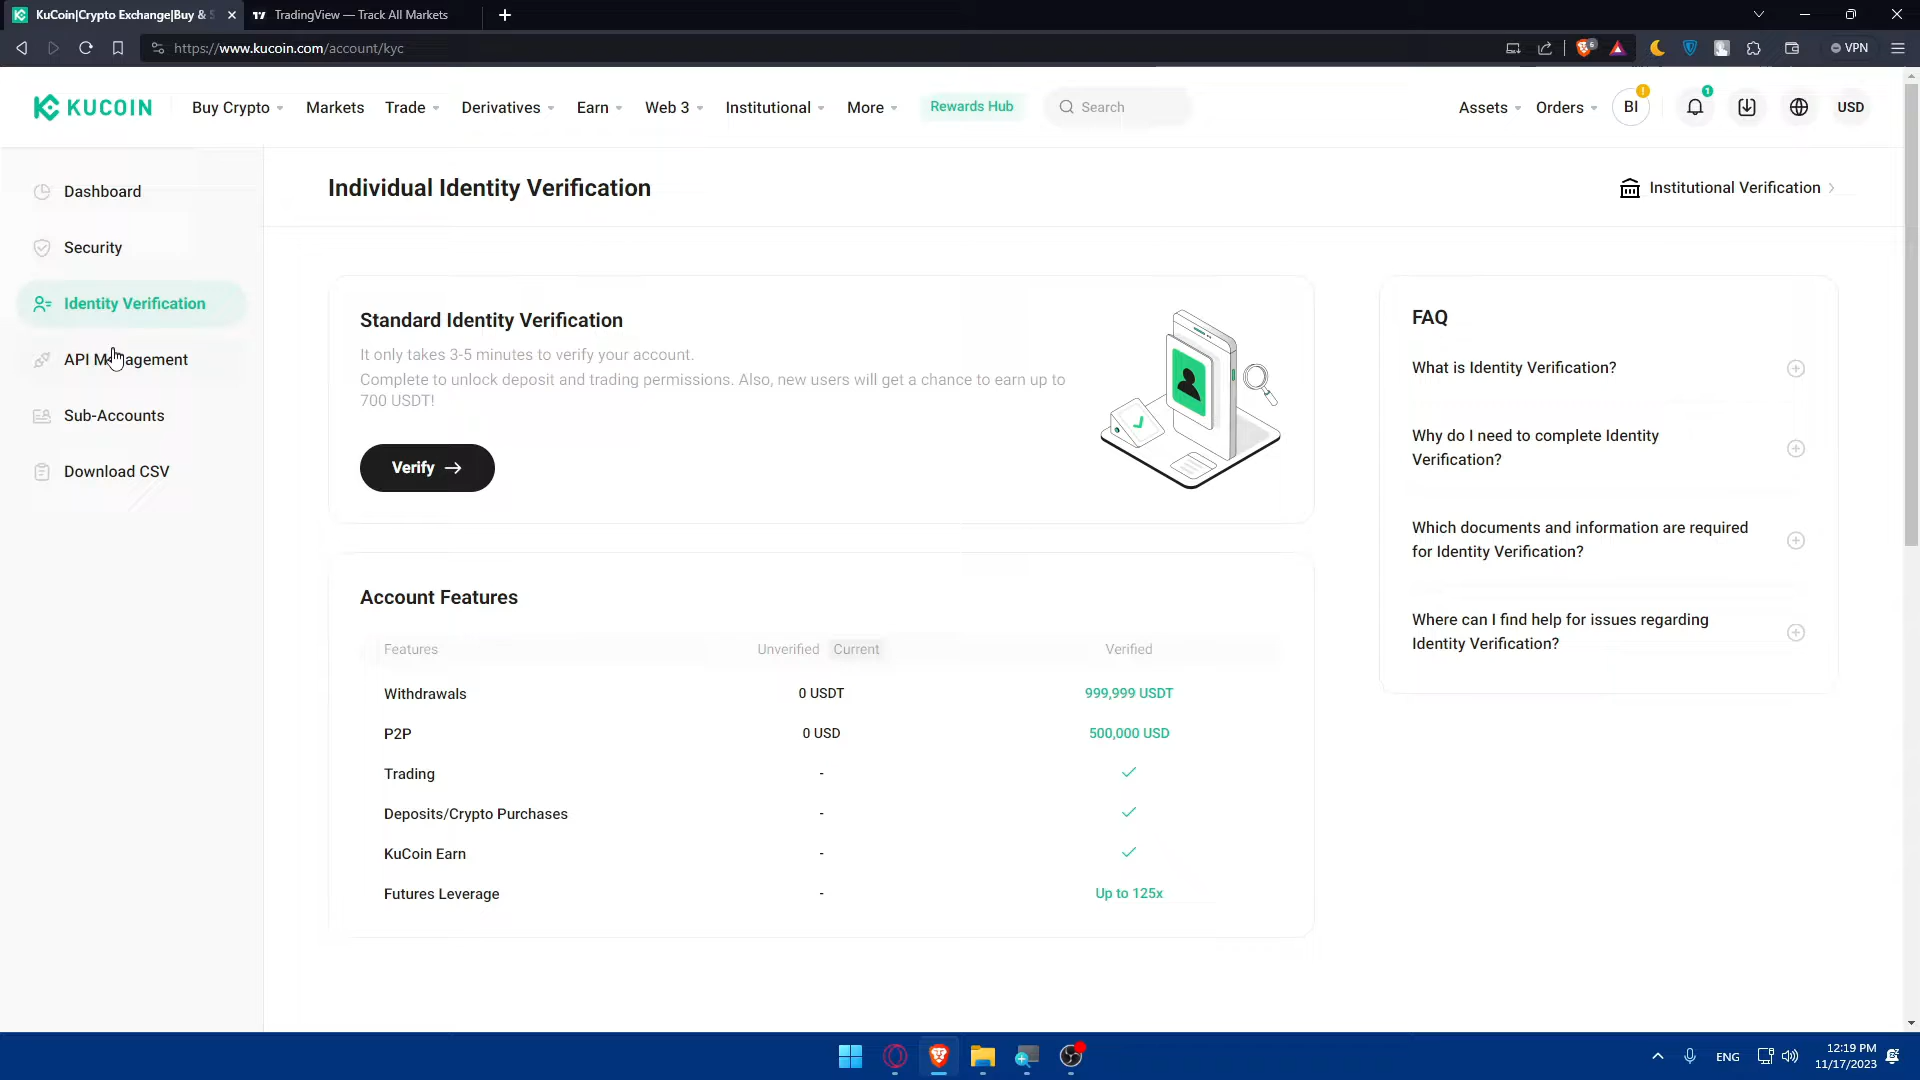 KuCoin|Crypto Exchange|Buy &
TradingView — Track All Markets
https://www.kucoin.com/account/kyc
6
VPN
KUCOIN
Buy Crypto
Markets
Trade
Derivatives
Earn
Web 3
Institutional
More
Rewards Hub
Search
Assets
Orders
BI
!
1
USD
Dashboard
Security
Identity Verification
API Management
Sub-Accounts
Download CSV
Individual Identity Verification
Institutional Verification
Standard Identity Verification
It only takes 3-5 minutes to verify your account.
Complete to unlock deposit and trading permissions. Also, new users will get a chance to earn up to
700 USDT!
Verify
Account Features
Features Unverified Current Verified
Withdrawals 0 USDT 999,999 USDT
P2P 0 USD 500,000 USD
Trading -
Deposits/Crypto Purchases -
KuCoin Earn -
Futures Leverage - Up to 125x
FAQ
What is Identity Verification?
Why do I need to complete Identity
Verification?
Which documents and information are required
for Identity Verification?
Where can I find help for issues regarding
Identity Verification?
ENG
12:19 PM
11/17/2023